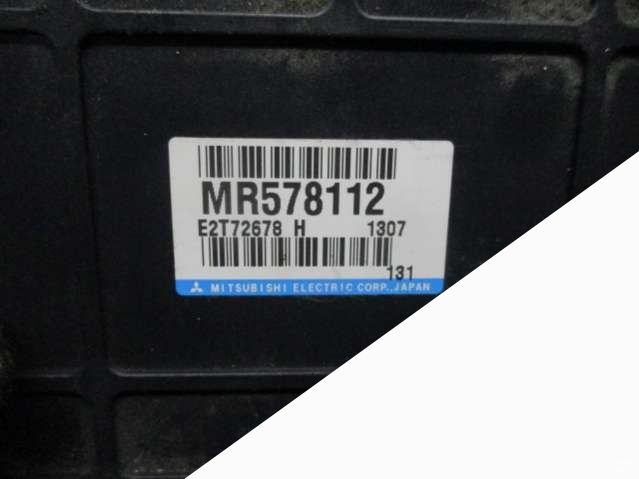 MR578112
E2T72678 H 1307
131
MITSUBISHI ELECTRIC CORP., JAPAN